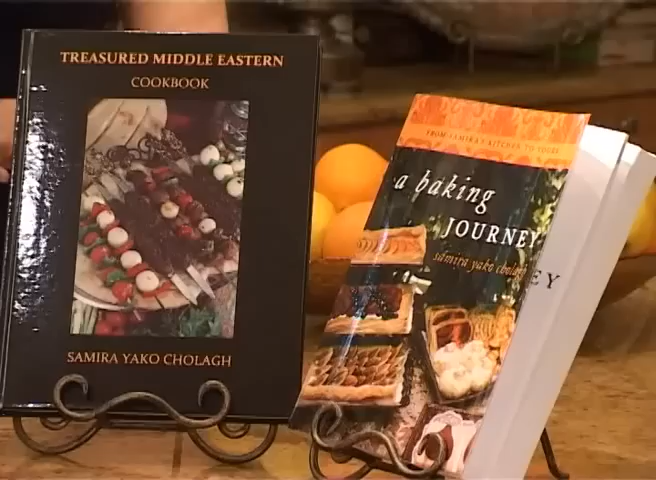 TREASURED MIDDLE EASTERN
COOKBOOK
SAMIRA YAKO CHOLAGH
FROM SAMIRA'S KITCHEN TO YOURS
a baking
JOURNEY
samira yako cholagh
EY